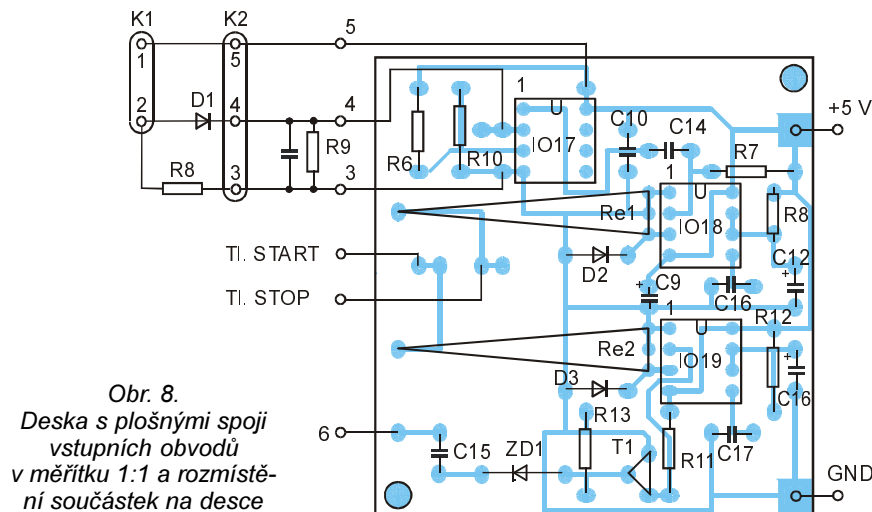 K1
K2
5
1
5
2
D1
4
4
R8
3
R9
3
Tl. START
Tl. STOP
6
R6
R10
1
U
IO17
C10
C14
R7
+5 V
1
U
Re1
IO18
R8
D2
C9
C16
C12
+
+
1
U
Re2
IO19
R12
+
C16
D3
R13
T1
R11
C17
C15
ZD1
GND
Obr. 8.
Deska s plošnými spoji
vstupních obvodů
v měřítku 1:1 a rozmístě-
ní součástek na desce